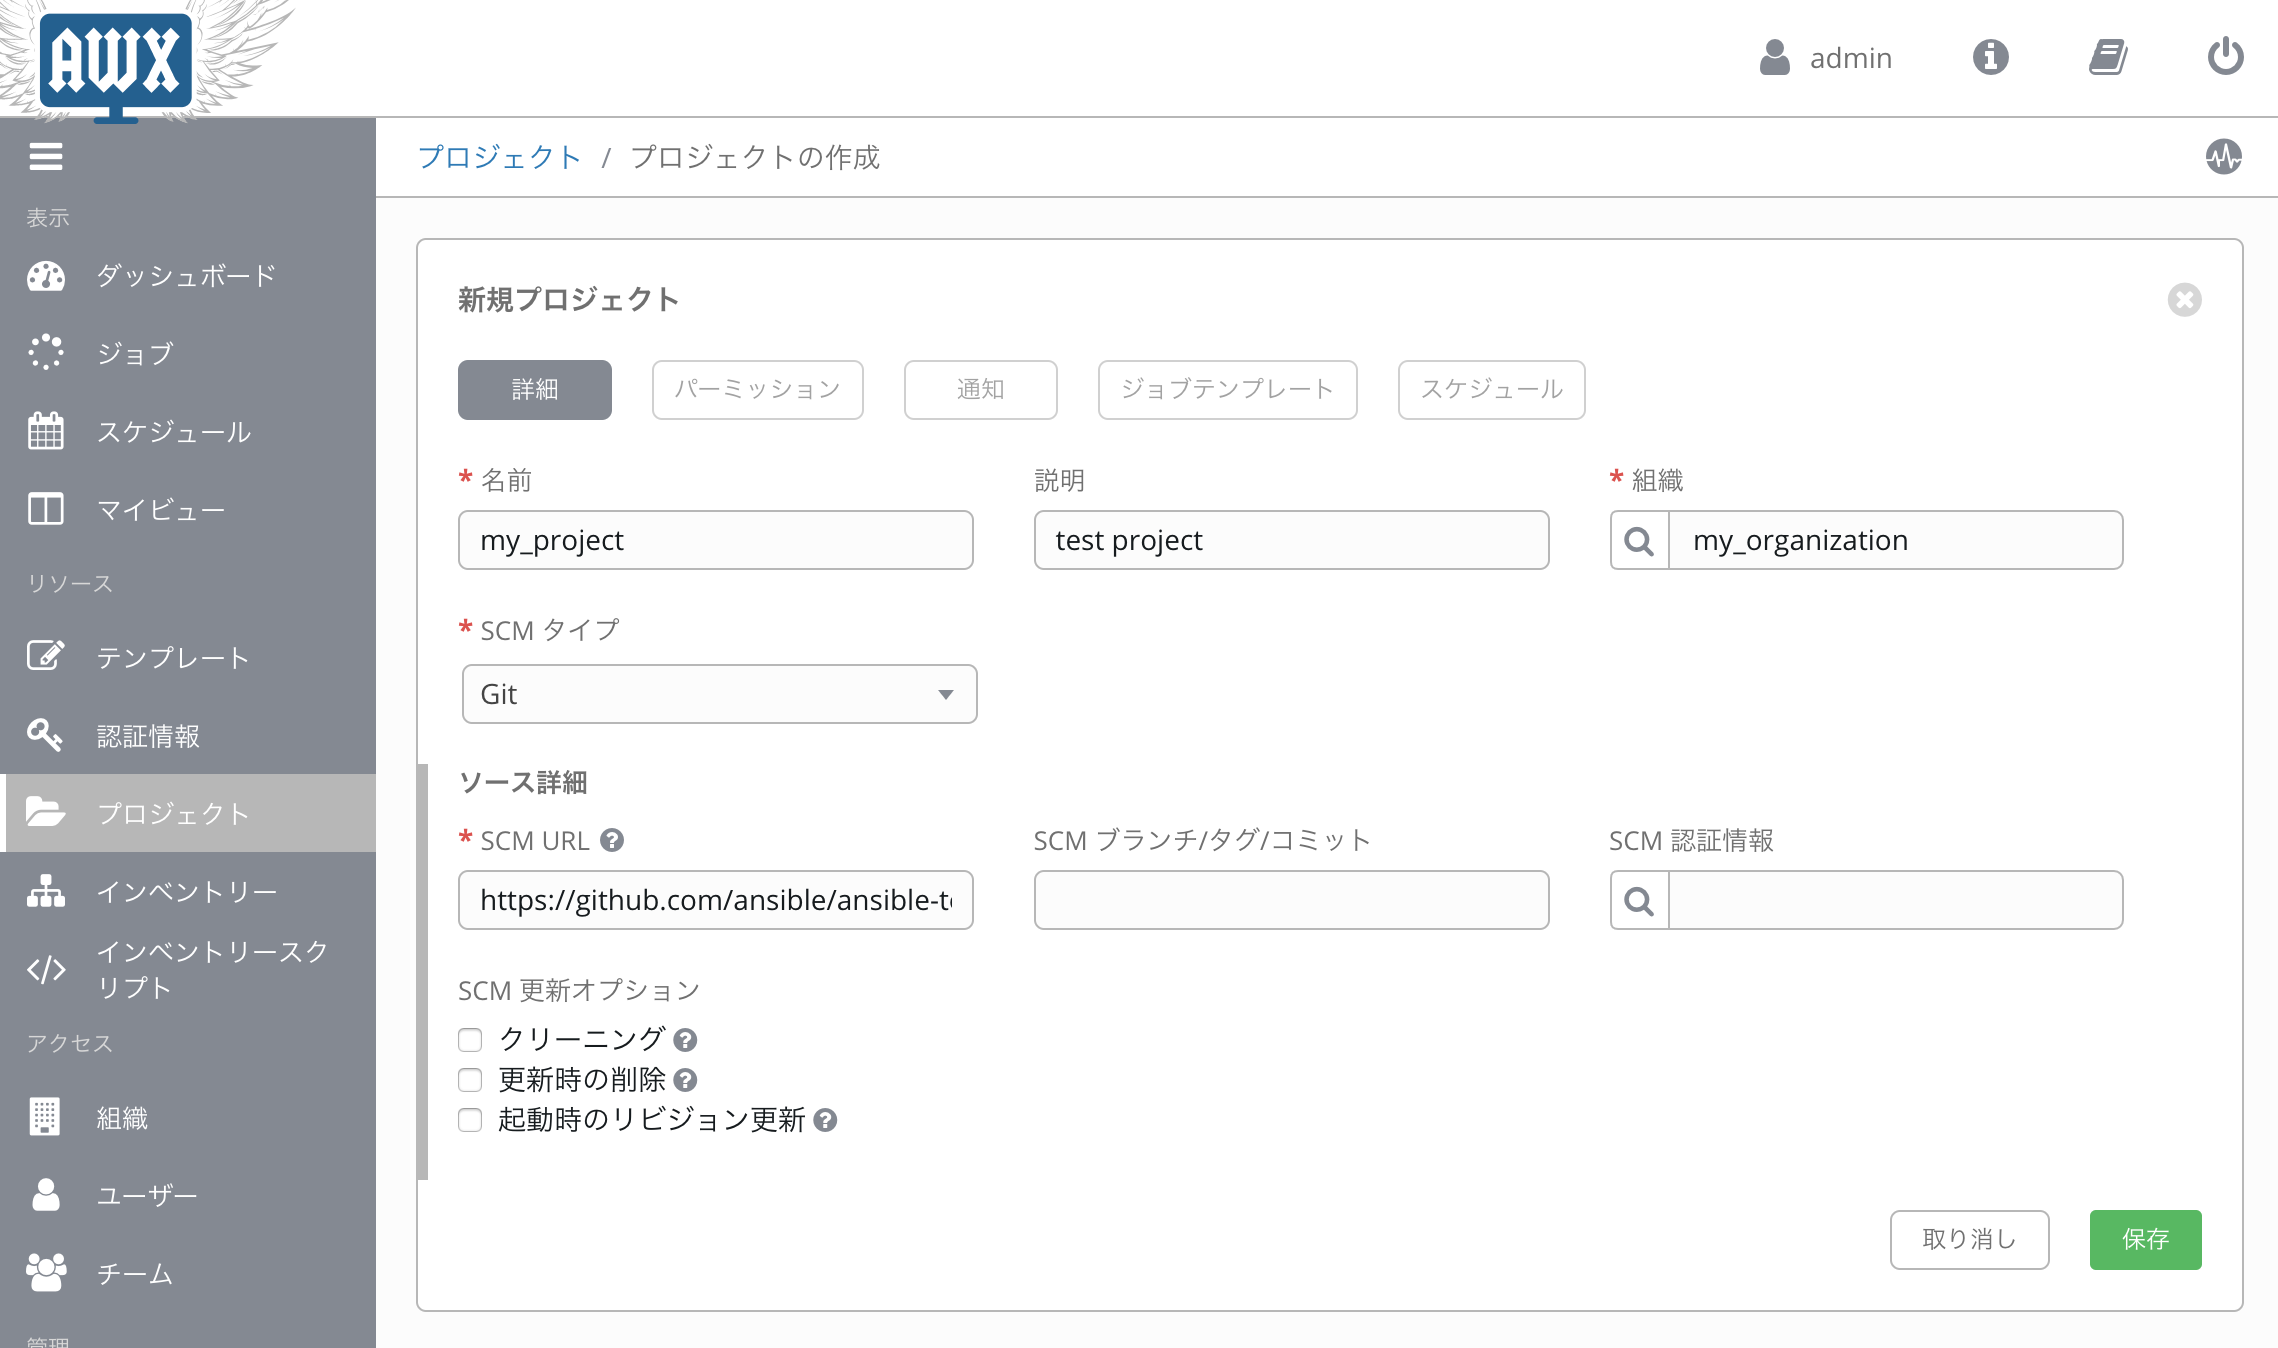 AWX
admin
プロジェクト / プロジェクトの作成
表示
ダッシュボード
ジョブ
スケジュール
マイビュー
リソース
テンプレート
認証情報
プロジェクト
インベントリー
インベントリースク
リプト
アクセス
組織
ユーザー
チーム
管理
新規プロジェクト
詳細 パーミッション 通知 ジョブテンプレート スケジュール
* 名前 説明 * 組織
my_project test project my_organization
* SCM タイプ
Git
ソース詳細
* SCM URL SCM ブランチ/タグ/コミット SCM 認証情報
https://github.com/ansible/ansible-t
SCM 更新オプション
クリーニング
更新時の削除
起動時のリビジョン更新
取り消し 保存